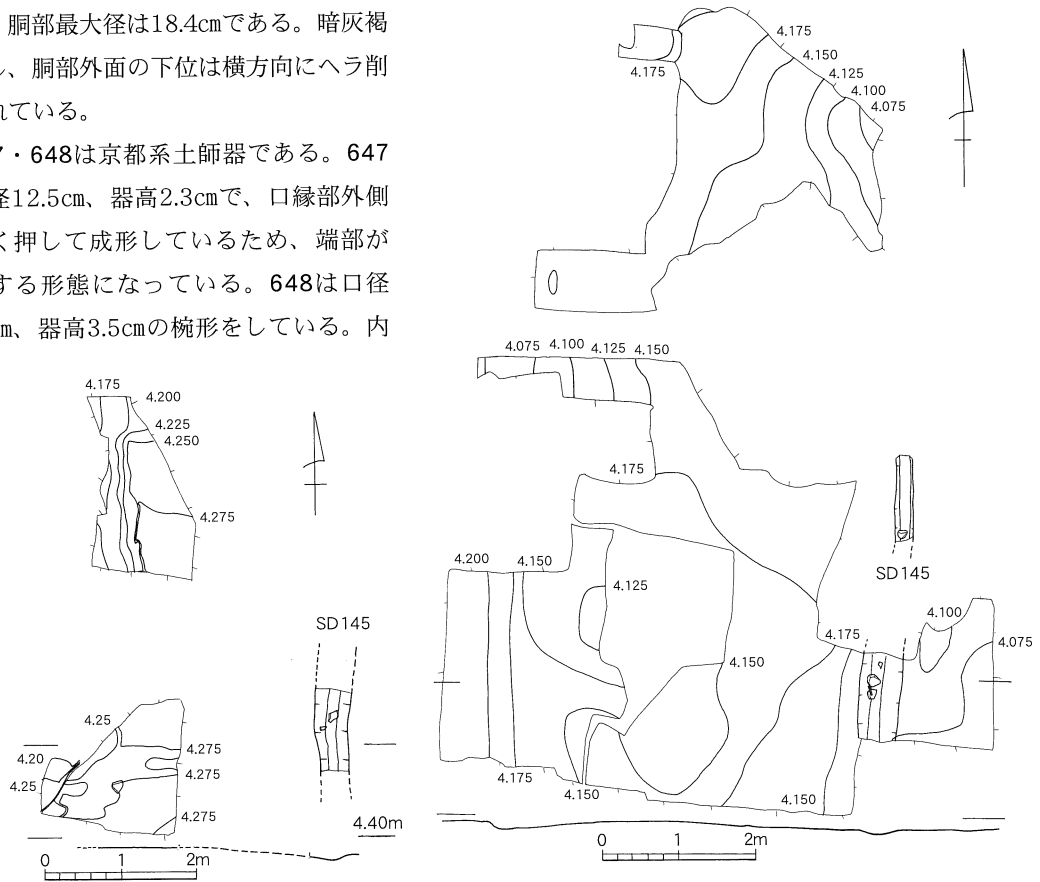 胴部最大径は18.4cmである。暗灰褐
、胴部外面の下位は横方向にヘラ削
れている。
・648は京都系土師器である。647
径12.5cm、器高2.3cmで、口縁部外側
く押して成形しているため、端部が
する形態になっている。648は口径
m、器高3.5cmの椀形をしている。内
4.175
4.200
4.225
4.250
4.275
SD145
4.25
4.20
4.25
4.275
4.275
4.275
4.40m
0 1 2m
4.175
4.175
4.150
4.125
4.100
4.075
4.075 4.100 4.125 4.150
4.175
SD145
4.200 4.150
4.125
4.175
4.100
4.075
4.150
4.175
4.150
4.150
0 1 2m